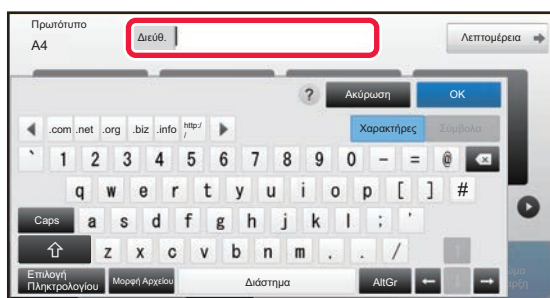 Πρωτότυπο
A4
Διεύθ.
Λεπτομέρεια
? Ακύρωση OK
.com .net .org .biz .info http://
Χαρακτήρες Σύμβολα
` 1 2 3 4 5 6 7 8 9 0 - = @
q w e r t y u i o p [ ] #
Caps a s d f g h j k l ; '
z x c v b n m . . /
Επιλογή
Πληκτρολογίου
Μορφή Αρχείου Διάστημα AltGr